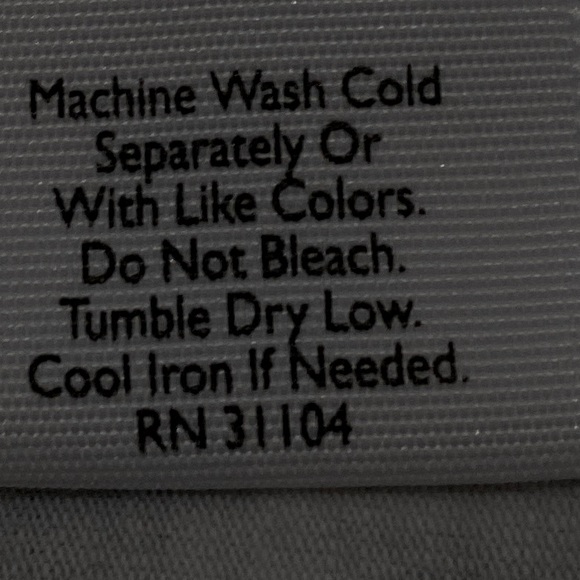 Machine Wash Cold
Separately Or
With Like Colors.
Do Not Bleach.
Tumble Dry Low.
Cool Iron If Needed.
RN 31104